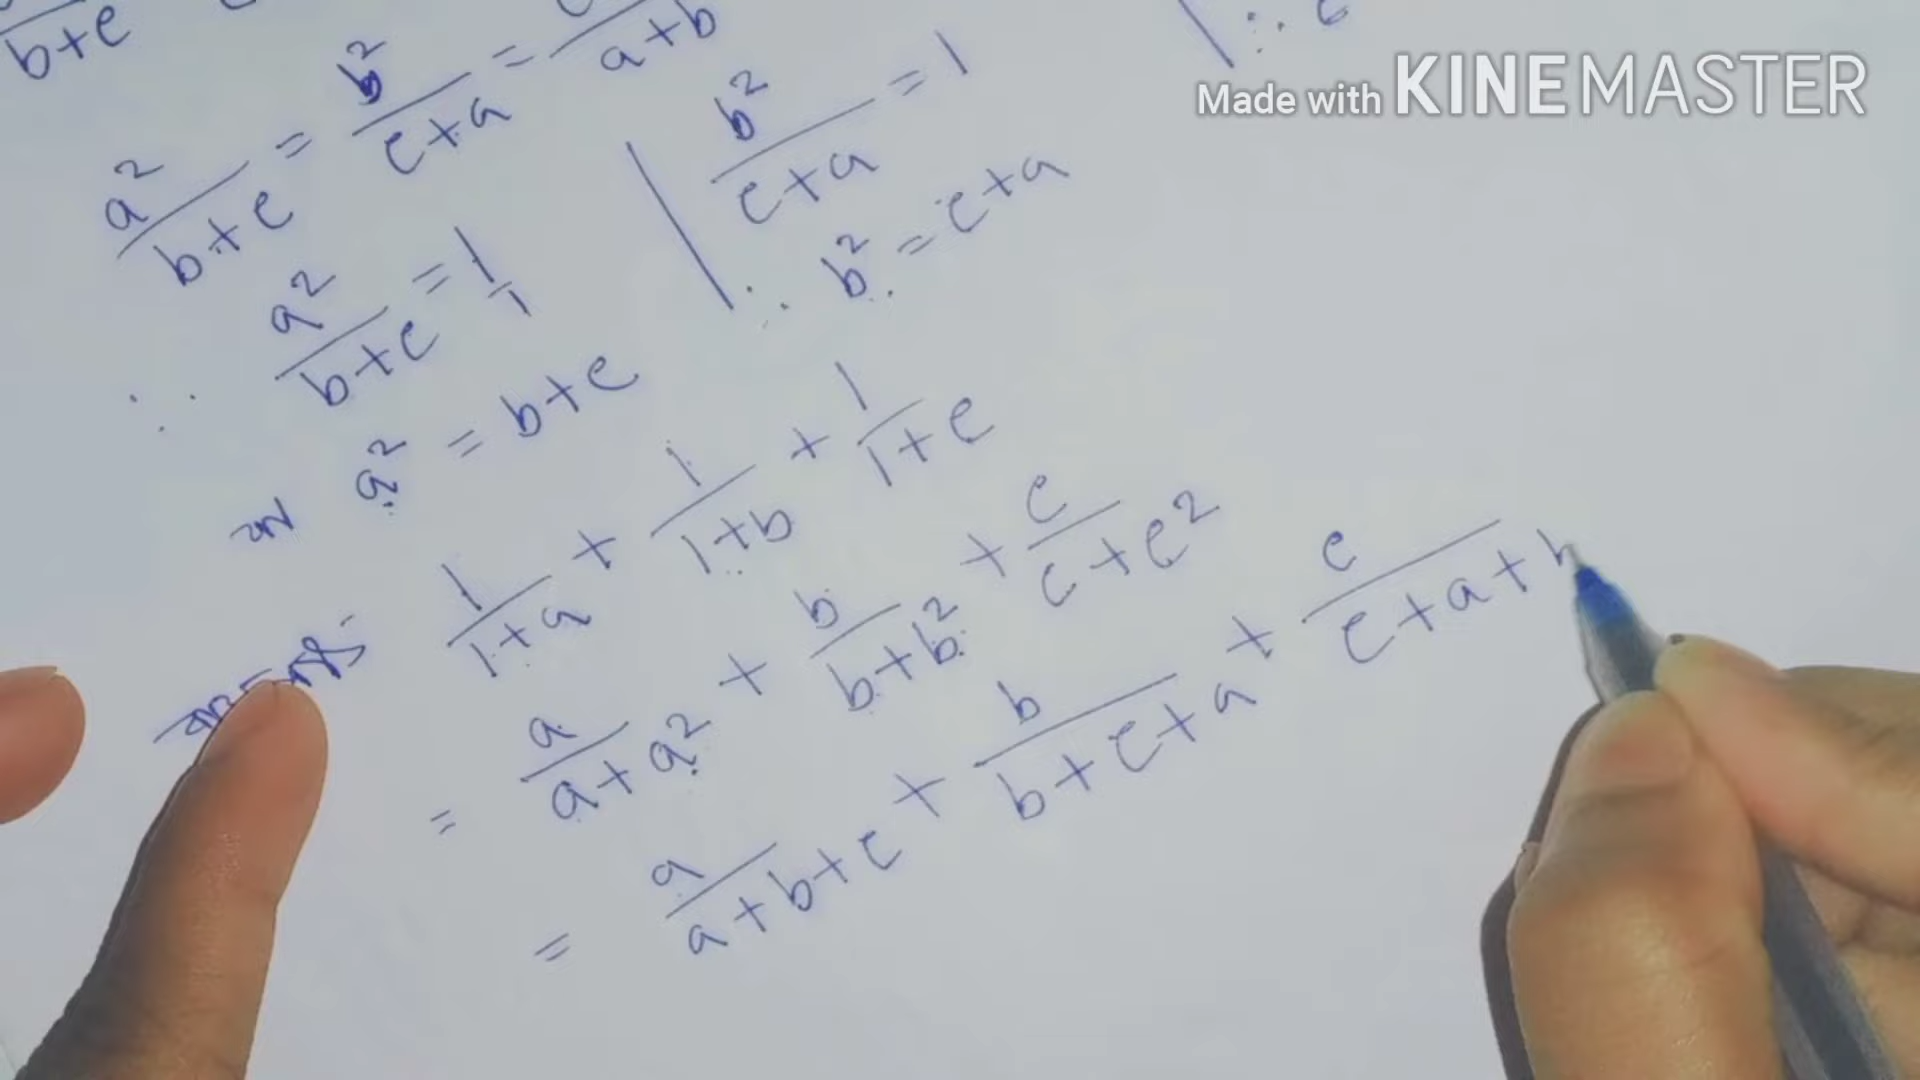 b+c
a+b
∴ c
Made with KINEMASTER
a²/(b+c) = b²/(c+a) =
b²/(c+a) = 1
∴ a²/(b+c) = 1/1
∴ b² = c+a
বা a² = b+c
1/(1+a) + 1/(1+b) + 1/(1+c)
= a/(a+a²) + b/(b+b²) + c/(c+c²)
= a/(a+b+c) + b/(b+c+a) + c/(c+a+b